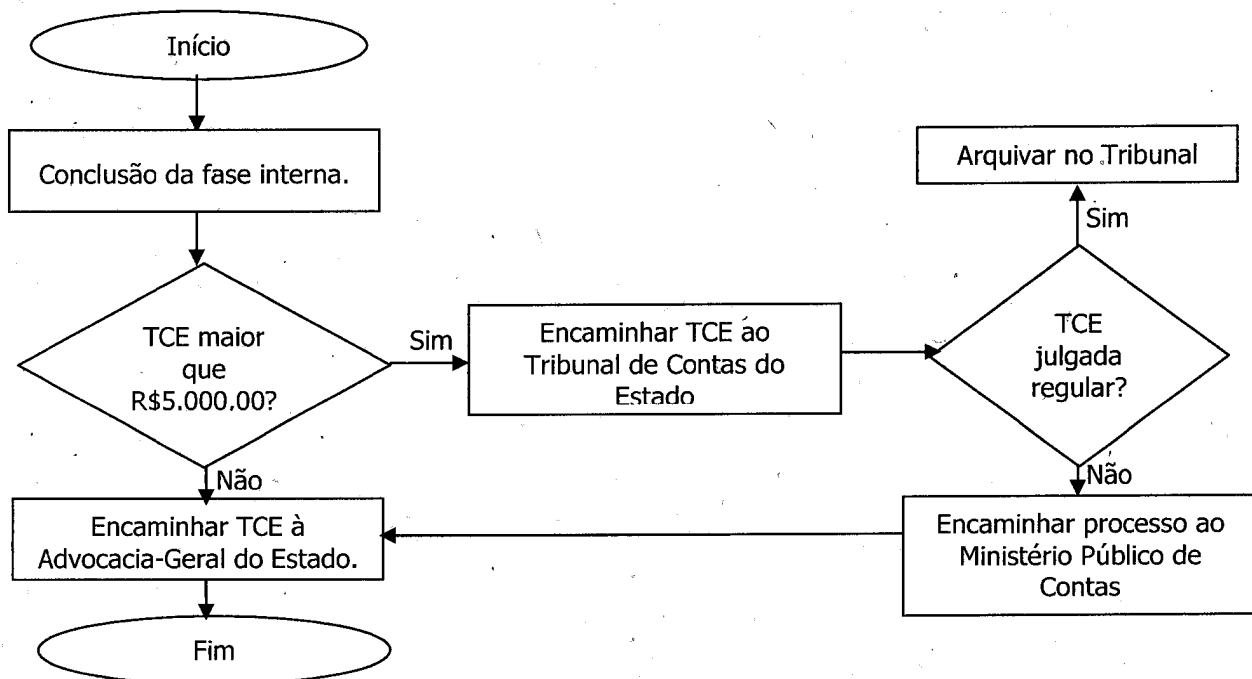 Início
Conclusão da fase interna.
Arquivar no Tribunal
Sim
TCE maior
que
R$5.000,00?
Sim
Encaminhar TCE ao
Tribunal de Contas do
Estado
TCE
julgada
regular?
Não
Encaminhar TCE à
Advocacia-Geral do Estado.
Não
Encaminhar processo ao
Ministério Público de
Contas
Fim